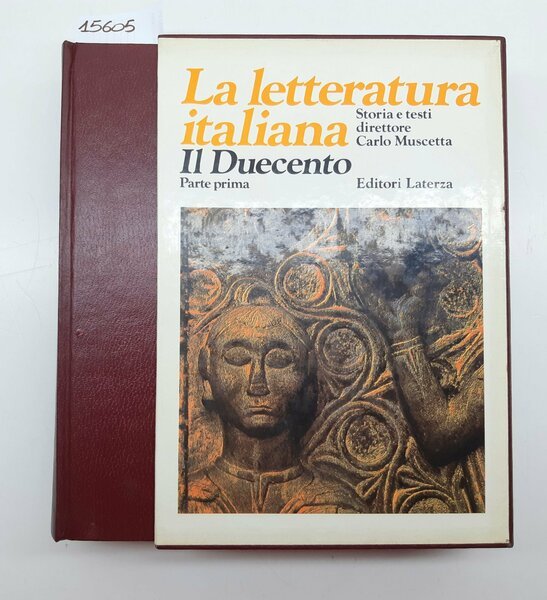 15605
La letteratura
italiana
Storia e testi
direttore
Carlo Muscetta
Il Duecento
Parte prima
Editori Laterza